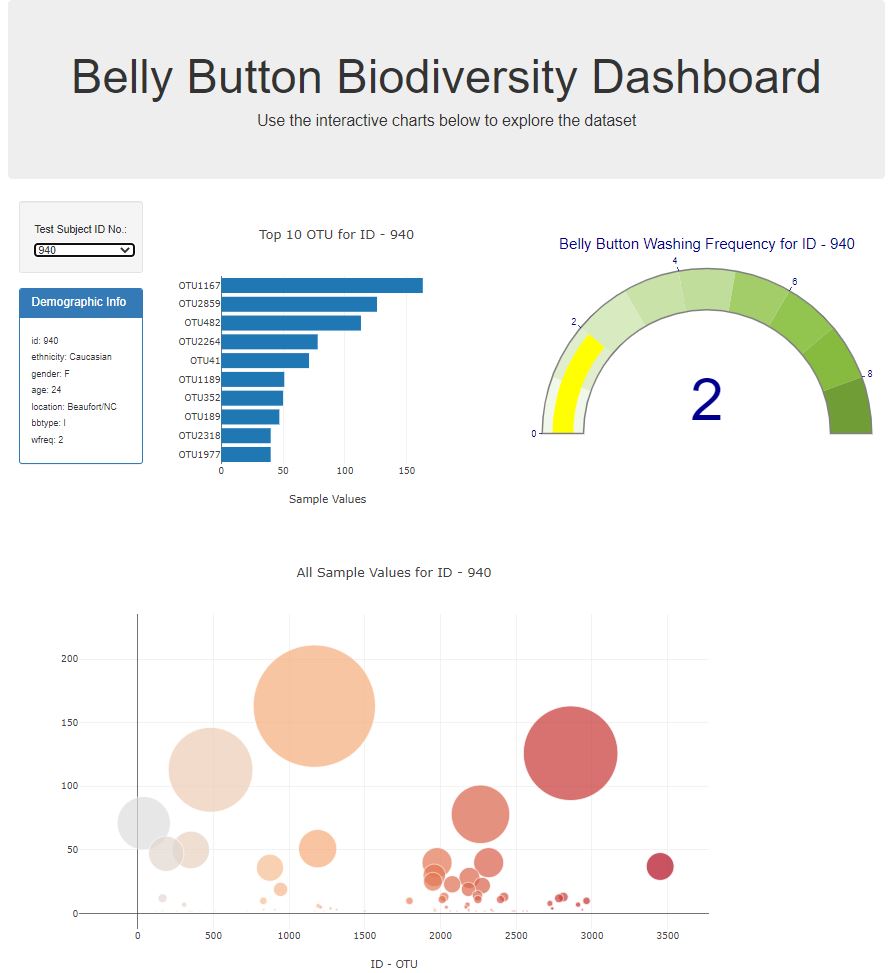 Belly Button Biodiversity Dashboard
Use the interactive charts below to explore the dataset
Test Subject ID No.:
940
Demographic Info
id: 940
ethnicity: Caucasian
gender: F
age: 24
location: Beaufort/NC
bbtype: I
wfreq: 2
Top 10 OTU for ID - 940
OTU1167
OTU2859
OTU482
OTU2264
OTU41
OTU1189
OTU352
OTU189
OTU2318
OTU1977
0 50 100 150
Sample Values
Belly Button Washing Frequency for ID - 940
0
2
4
6
8
2
All Sample Values for ID - 940
200
150
100
50
0
0 500 1000 1500 2000 2500 3000 3500
ID - OTU